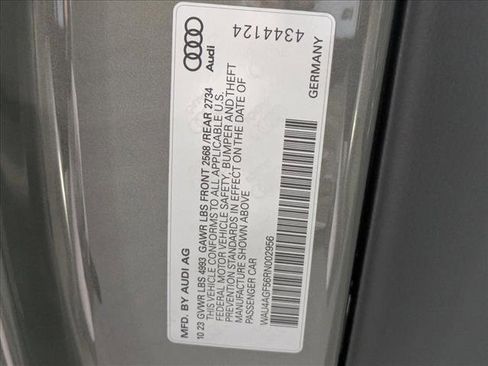 MFD. BY AUDI AG
10 23 GVWR LBS 4993 GAWR LBS FRONT 2568 /REAR 2734
THIS VEHICLE CONFORMS TO ALL APPLICABLE U.S.
FEDERAL MOTOR VEHICLE SAFETY, BUMPER AND THEFT
PREVENTION STANDARDS IN EFFECT ON THE DATE OF
MANUFACTURE SHOWN ABOVE
PASSENGER CAR
WAU4AGF56RN002956
Audi
4344124
GERMANY